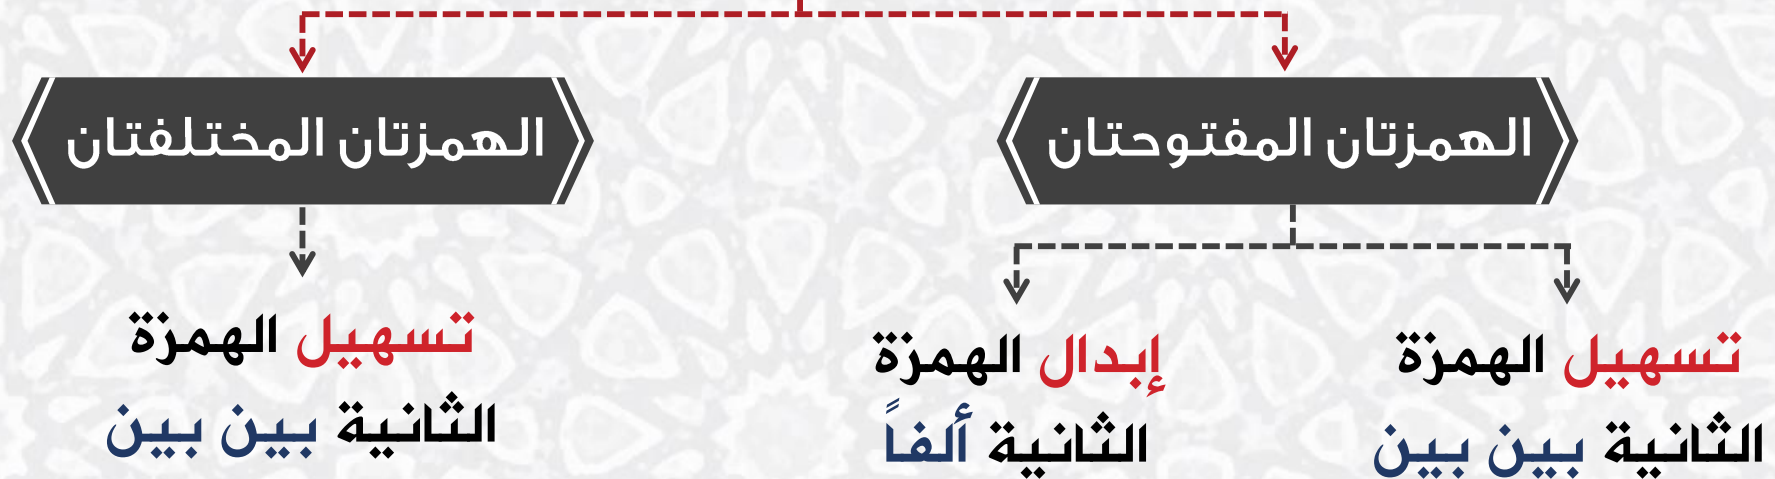 الهمزتان المفتوحتان
الهمزتان المختلفتان
تسهيل الهمزة
الثانية بين بين
إبدال الهمزة
الثانية ألفاً
تسهيل الهمزة
الثانية بين بين